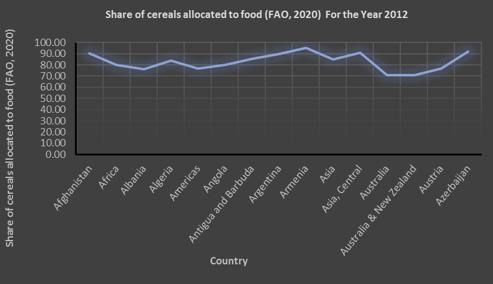 Share of cereals allocated to food (FAO, 2020)  For the Year 2012
Share of cereals allocated to food (FAO, 2020)
100.00
90.00
80.00
70.00
60.00
50.00
40.00
30.00
20.00
10.00
0.00
Afghanistan
Africa
Albania
Algeria
Americas
Angola
Antigua and Barbuda
Argentina
Armenia
Asia
Asia, Central
Australia
Australia & New Zealand
Austria
Azerbaijan
Country